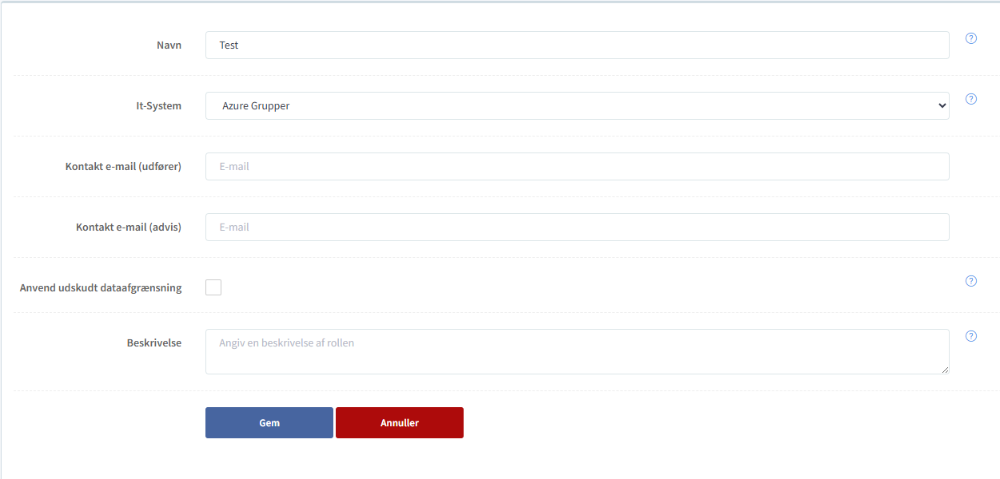 Navn
Test
It-System
Azure Grupper
Kontakt e-mail (udfører)
E-mail
Kontakt e-mail (advis)
E-mail
Anvend udskudt dataafgrænsning
Beskrivelse
Angiv en beskrivelse af rollen
Gem
Annuller